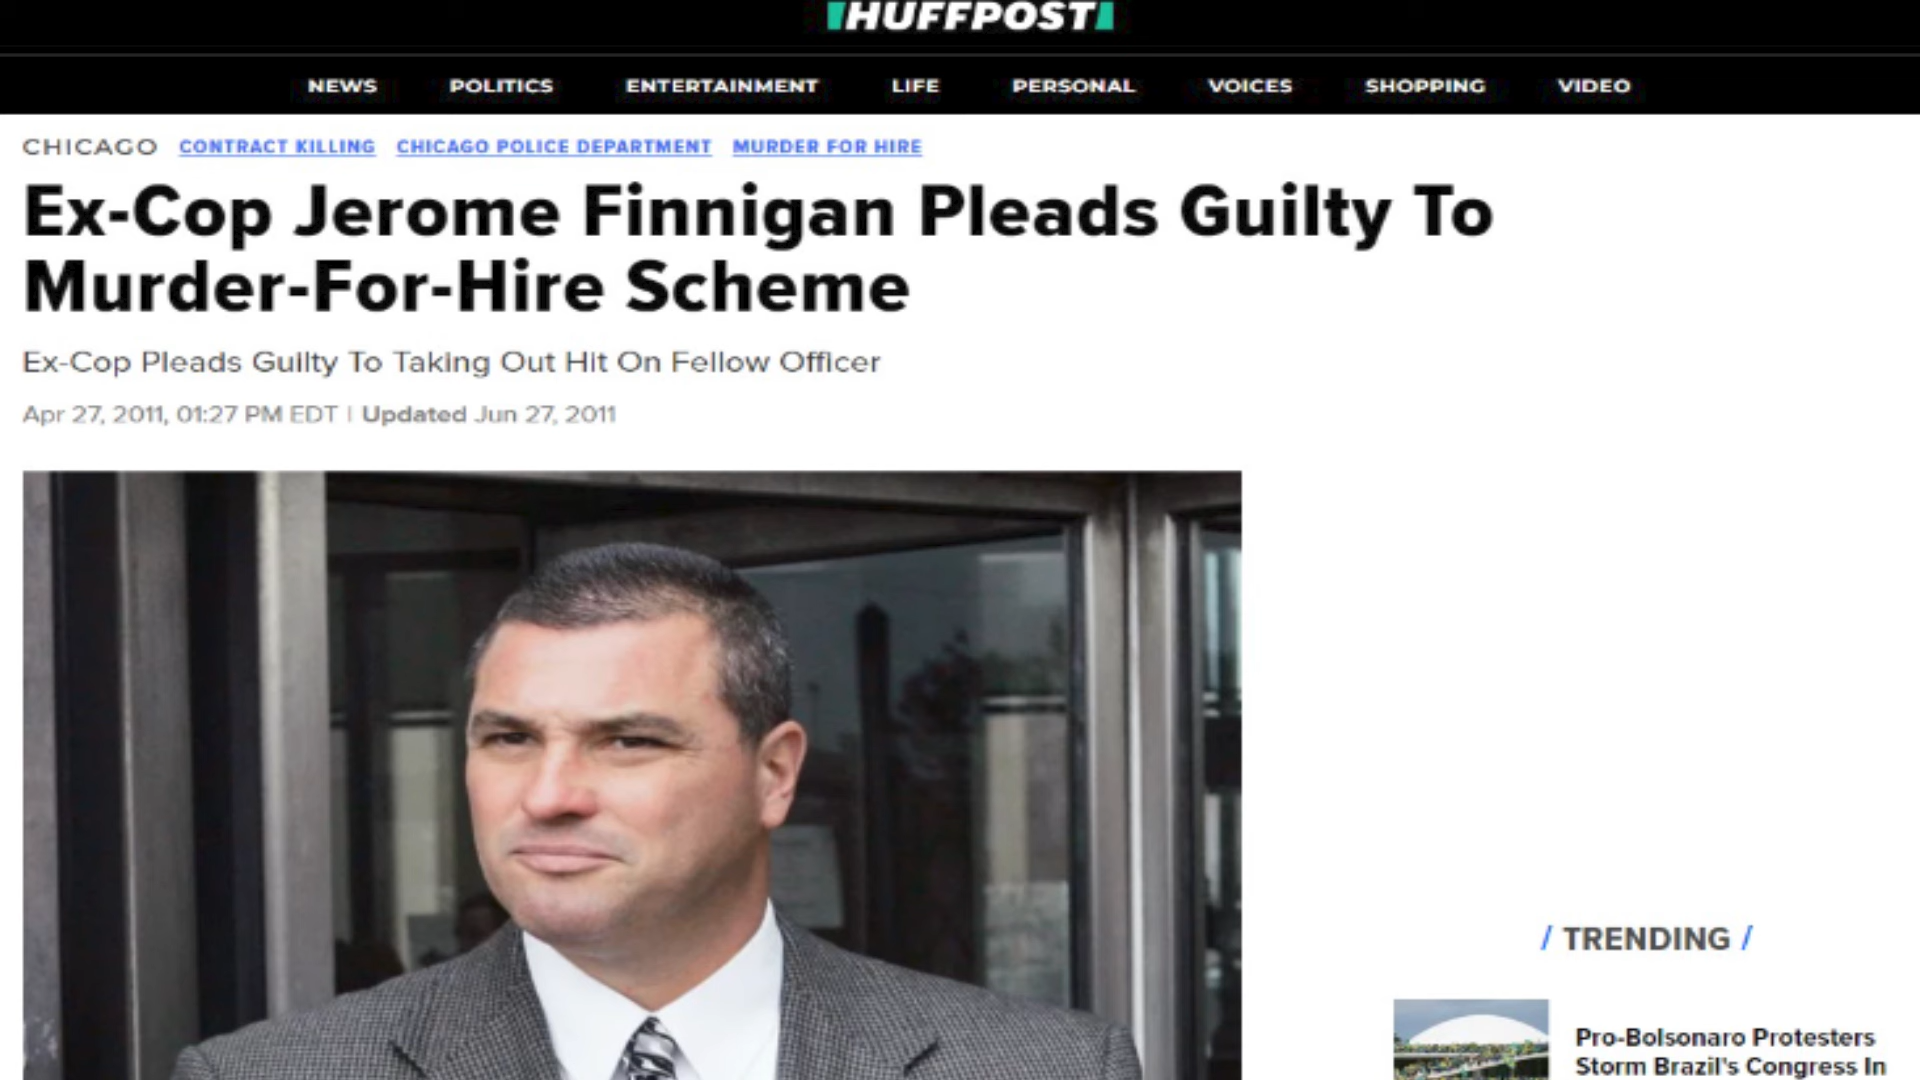 HUFFPOST
NEWS POLITICS ENTERTAINMENT LIFE PERSONAL VOICES SHOPPING VIDEO
CHICAGO CONTRACT KILLING CHICAGO POLICE DEPARTMENT MURDER FOR HIRE
Ex-Cop Jerome Finnigan Pleads Guilty To
Murder-For-Hire Scheme
Ex-Cop Pleads Guilty To Taking Out Hit On Fellow Officer
Apr 27, 2011, 01:27 PM EDT | Updated Jun 27, 2011
/ TRENDING /
Pro-Bolsonaro Protesters
Storm Brazil's Congress In